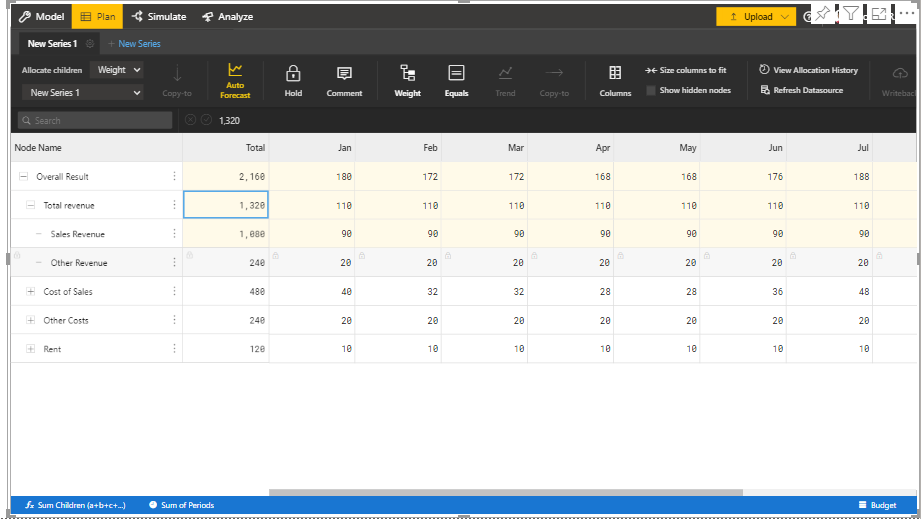 Model Plan Simulate Analyze Upload
New Series 1 + New Series
Allocate children Weight
New Series 1
Copy-to Auto Forecast Hold Comment Weight Equals Trend Copy-to Columns
Size columns to fit View Allocation History
Show hidden nodes Refresh Datasource
Search 1,320
Node Name Total Jan Feb Mar Apr May Jun Jul
Overall Result 2,160 180 172 172 168 168 176 188
Total revenue 1,320 110 110 110 110 110 110 110
Sales Revenue 1,080 90 90 90 90 90 90 90
Other Revenue 240 20 20 20 20 20 20 20
Cost of Sales 480 40 32 32 28 28 36 48
Other Costs 240 20 20 20 20 20 20 20
Rent 120 10 10 10 10 10 10 10
fx Sum Children (a+b+c+...) Sum of Periods Budget